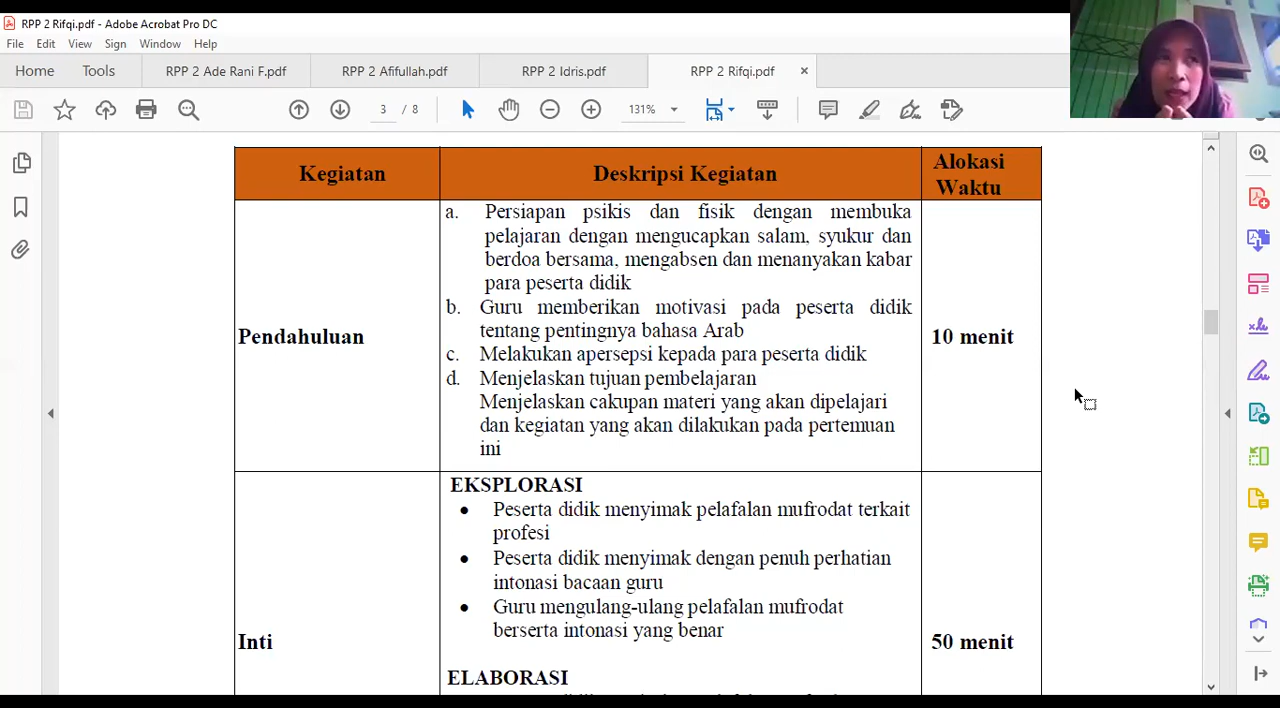 RPP 2 Rifqi.pdf - Adobe Acrobat Pro DC
File Edit View Sign Window Help
Home Tools RPP 2 Ade Rani F.pdf RPP 2 Afifullah.pdf RPP 2 Idris.pdf RPP 2 Rifqi.pdf ×
3 / 8 131%
Kegiatan Deskripsi Kegiatan Alokasi
Waktu
Pendahuluan
a. Persiapan psikis dan fisik dengan membuka
pelajaran dengan mengucapkan salam, syukur dan
berdoa bersama, mengabsen dan menanyakan kabar
para peserta didik
b. Guru memberikan motivasi pada peserta didik
tentang pentingnya bahasa Arab
c. Melakukan apersepsi kepada para peserta didik
d. Menjelaskan tujuan pembelajaran
Menjelaskan cakupan materi yang akan dipelajari
dan kegiatan yang akan dilakukan pada pertemuan
ini
10 menit
Inti
EKSPLORASI
• Peserta didik menyimak pelafalan mufrodat terkait
profesi
• Peserta didik menyimak dengan penuh perhatian
intonasi bacaan guru
• Guru mengulang-ulang pelafalan mufrodat
berserta intonasi yang benar
ELABORASI
50 menit